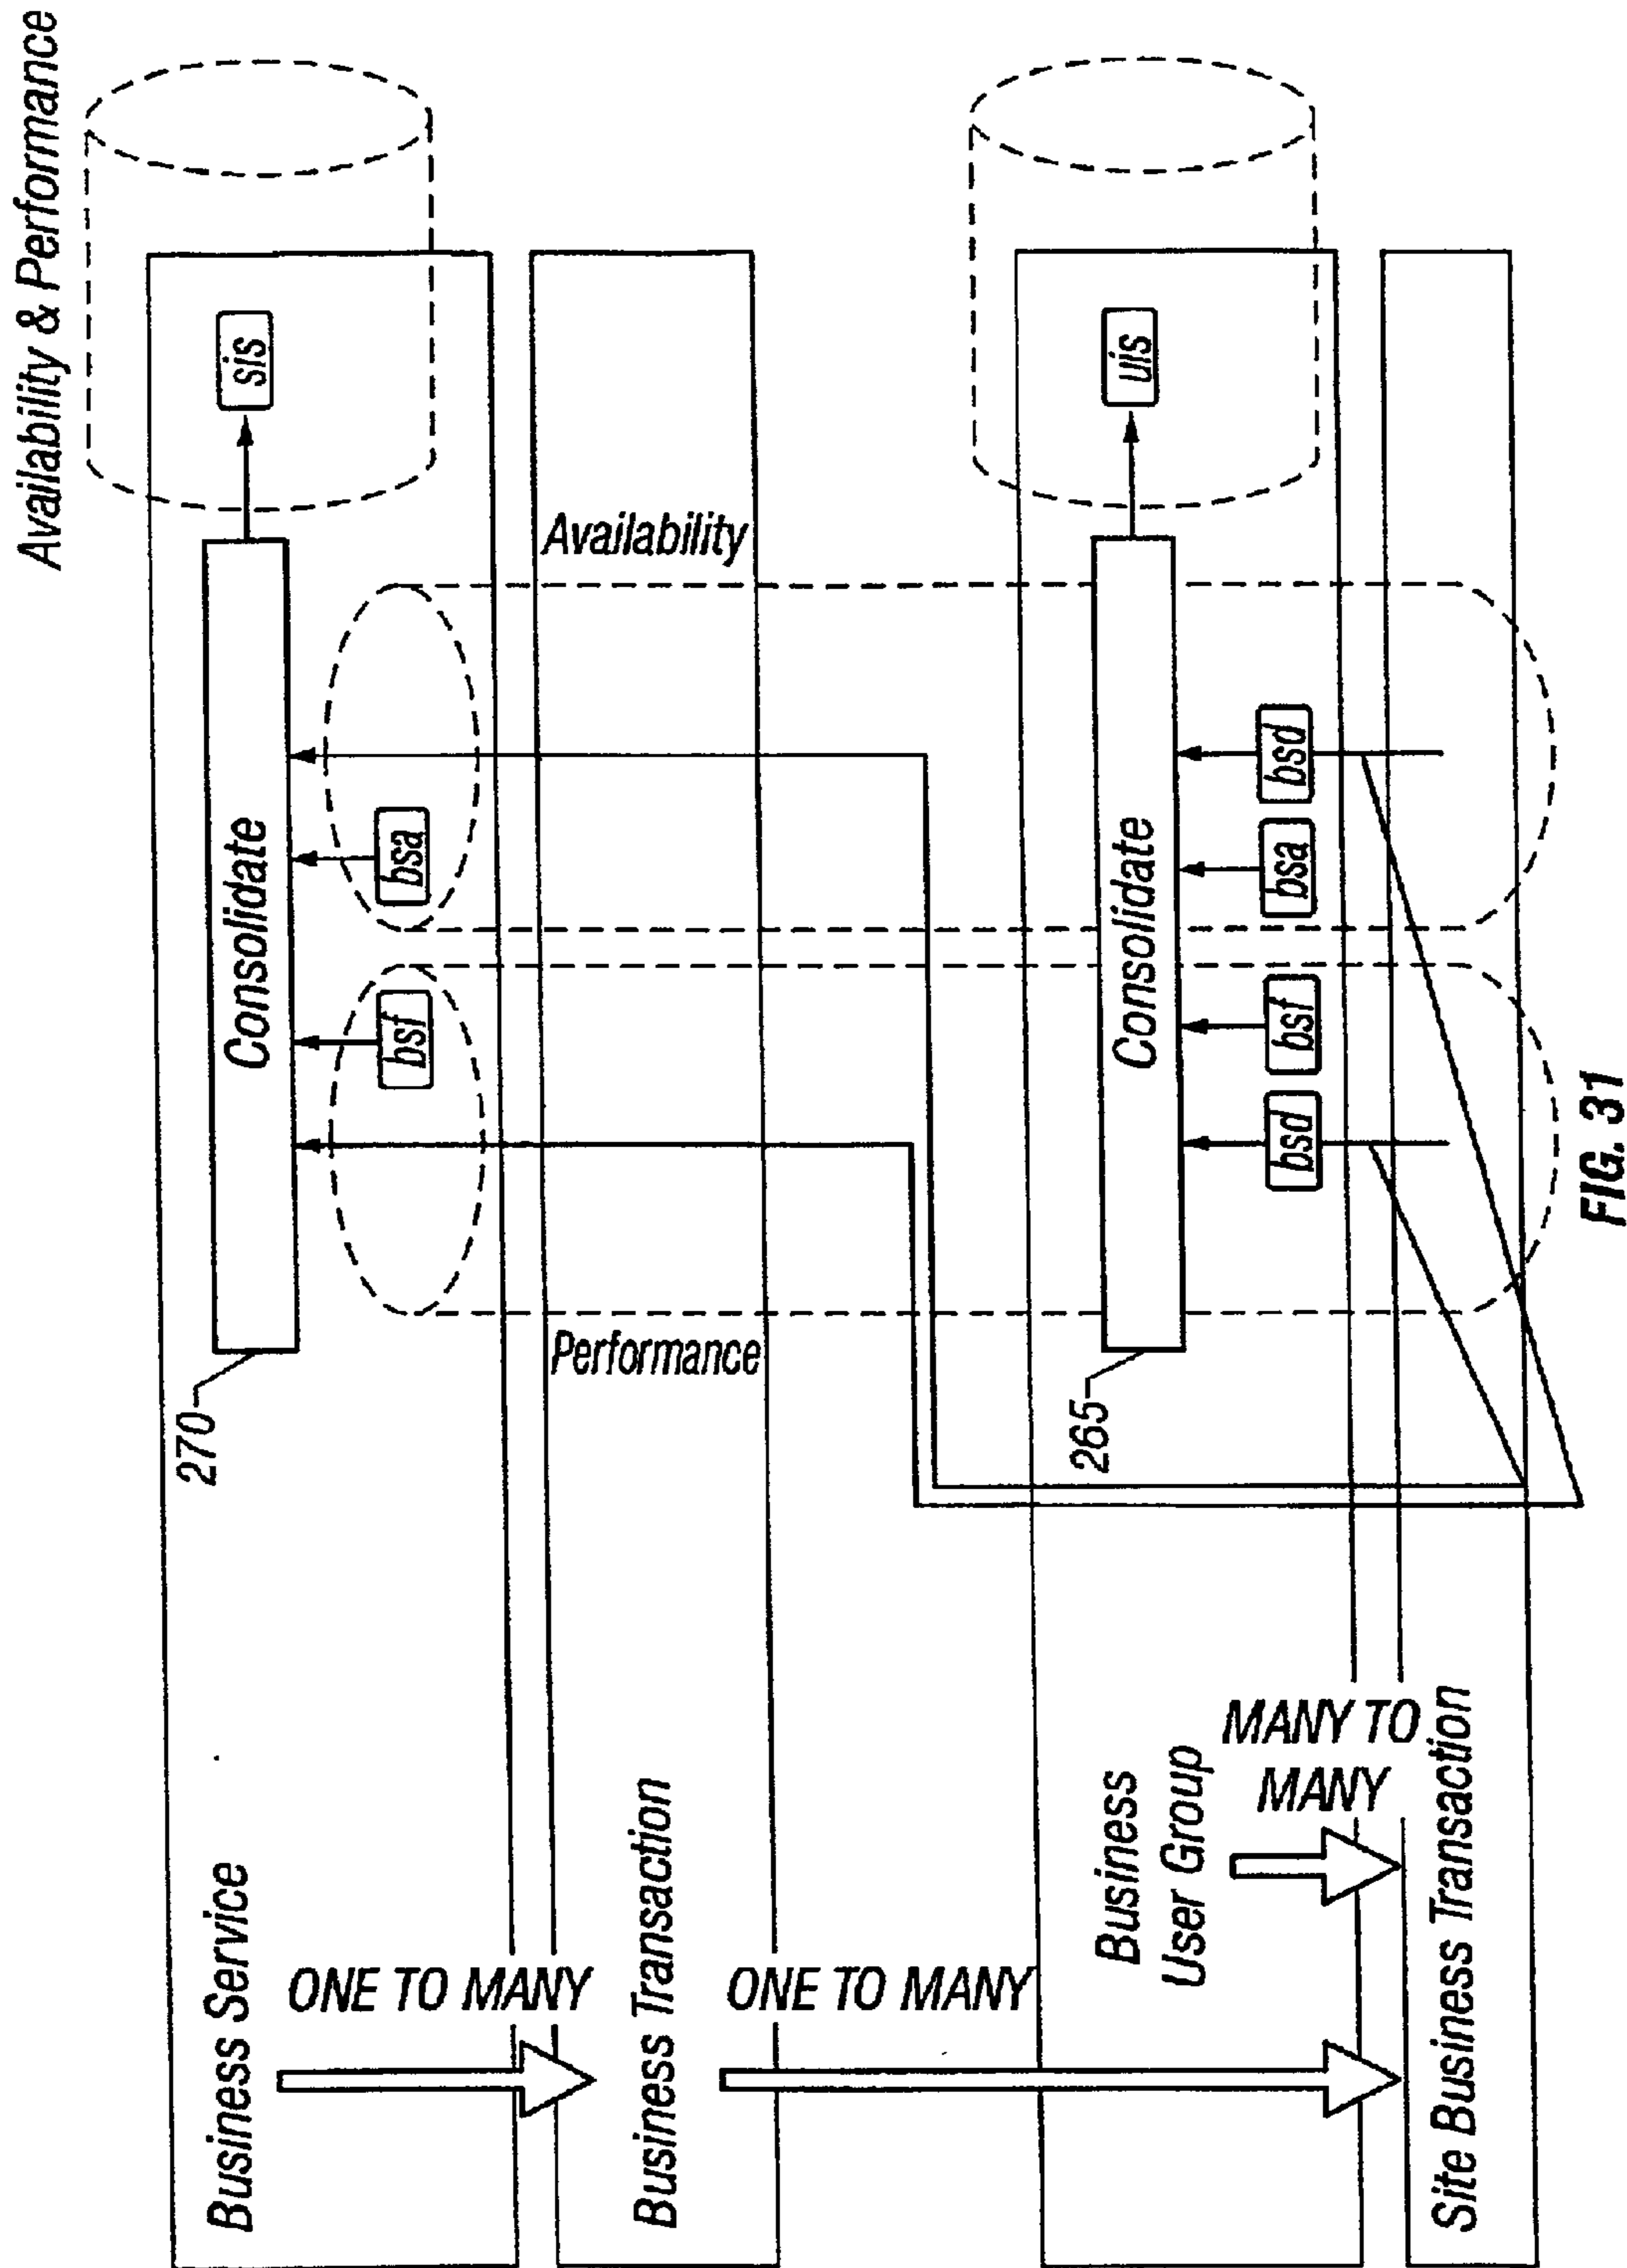 Availability & Performance
Business Service
270
Consolidate
sis
bsf
bsa
ONE TO MANY
Business Transaction
Performance
Availability
ONE TO MANY
Business
User Group
265
Consolidate
uis
bsd
bsf
bsa
bsd
MANY TO
MANY
Site Business Transaction
FIG. 31